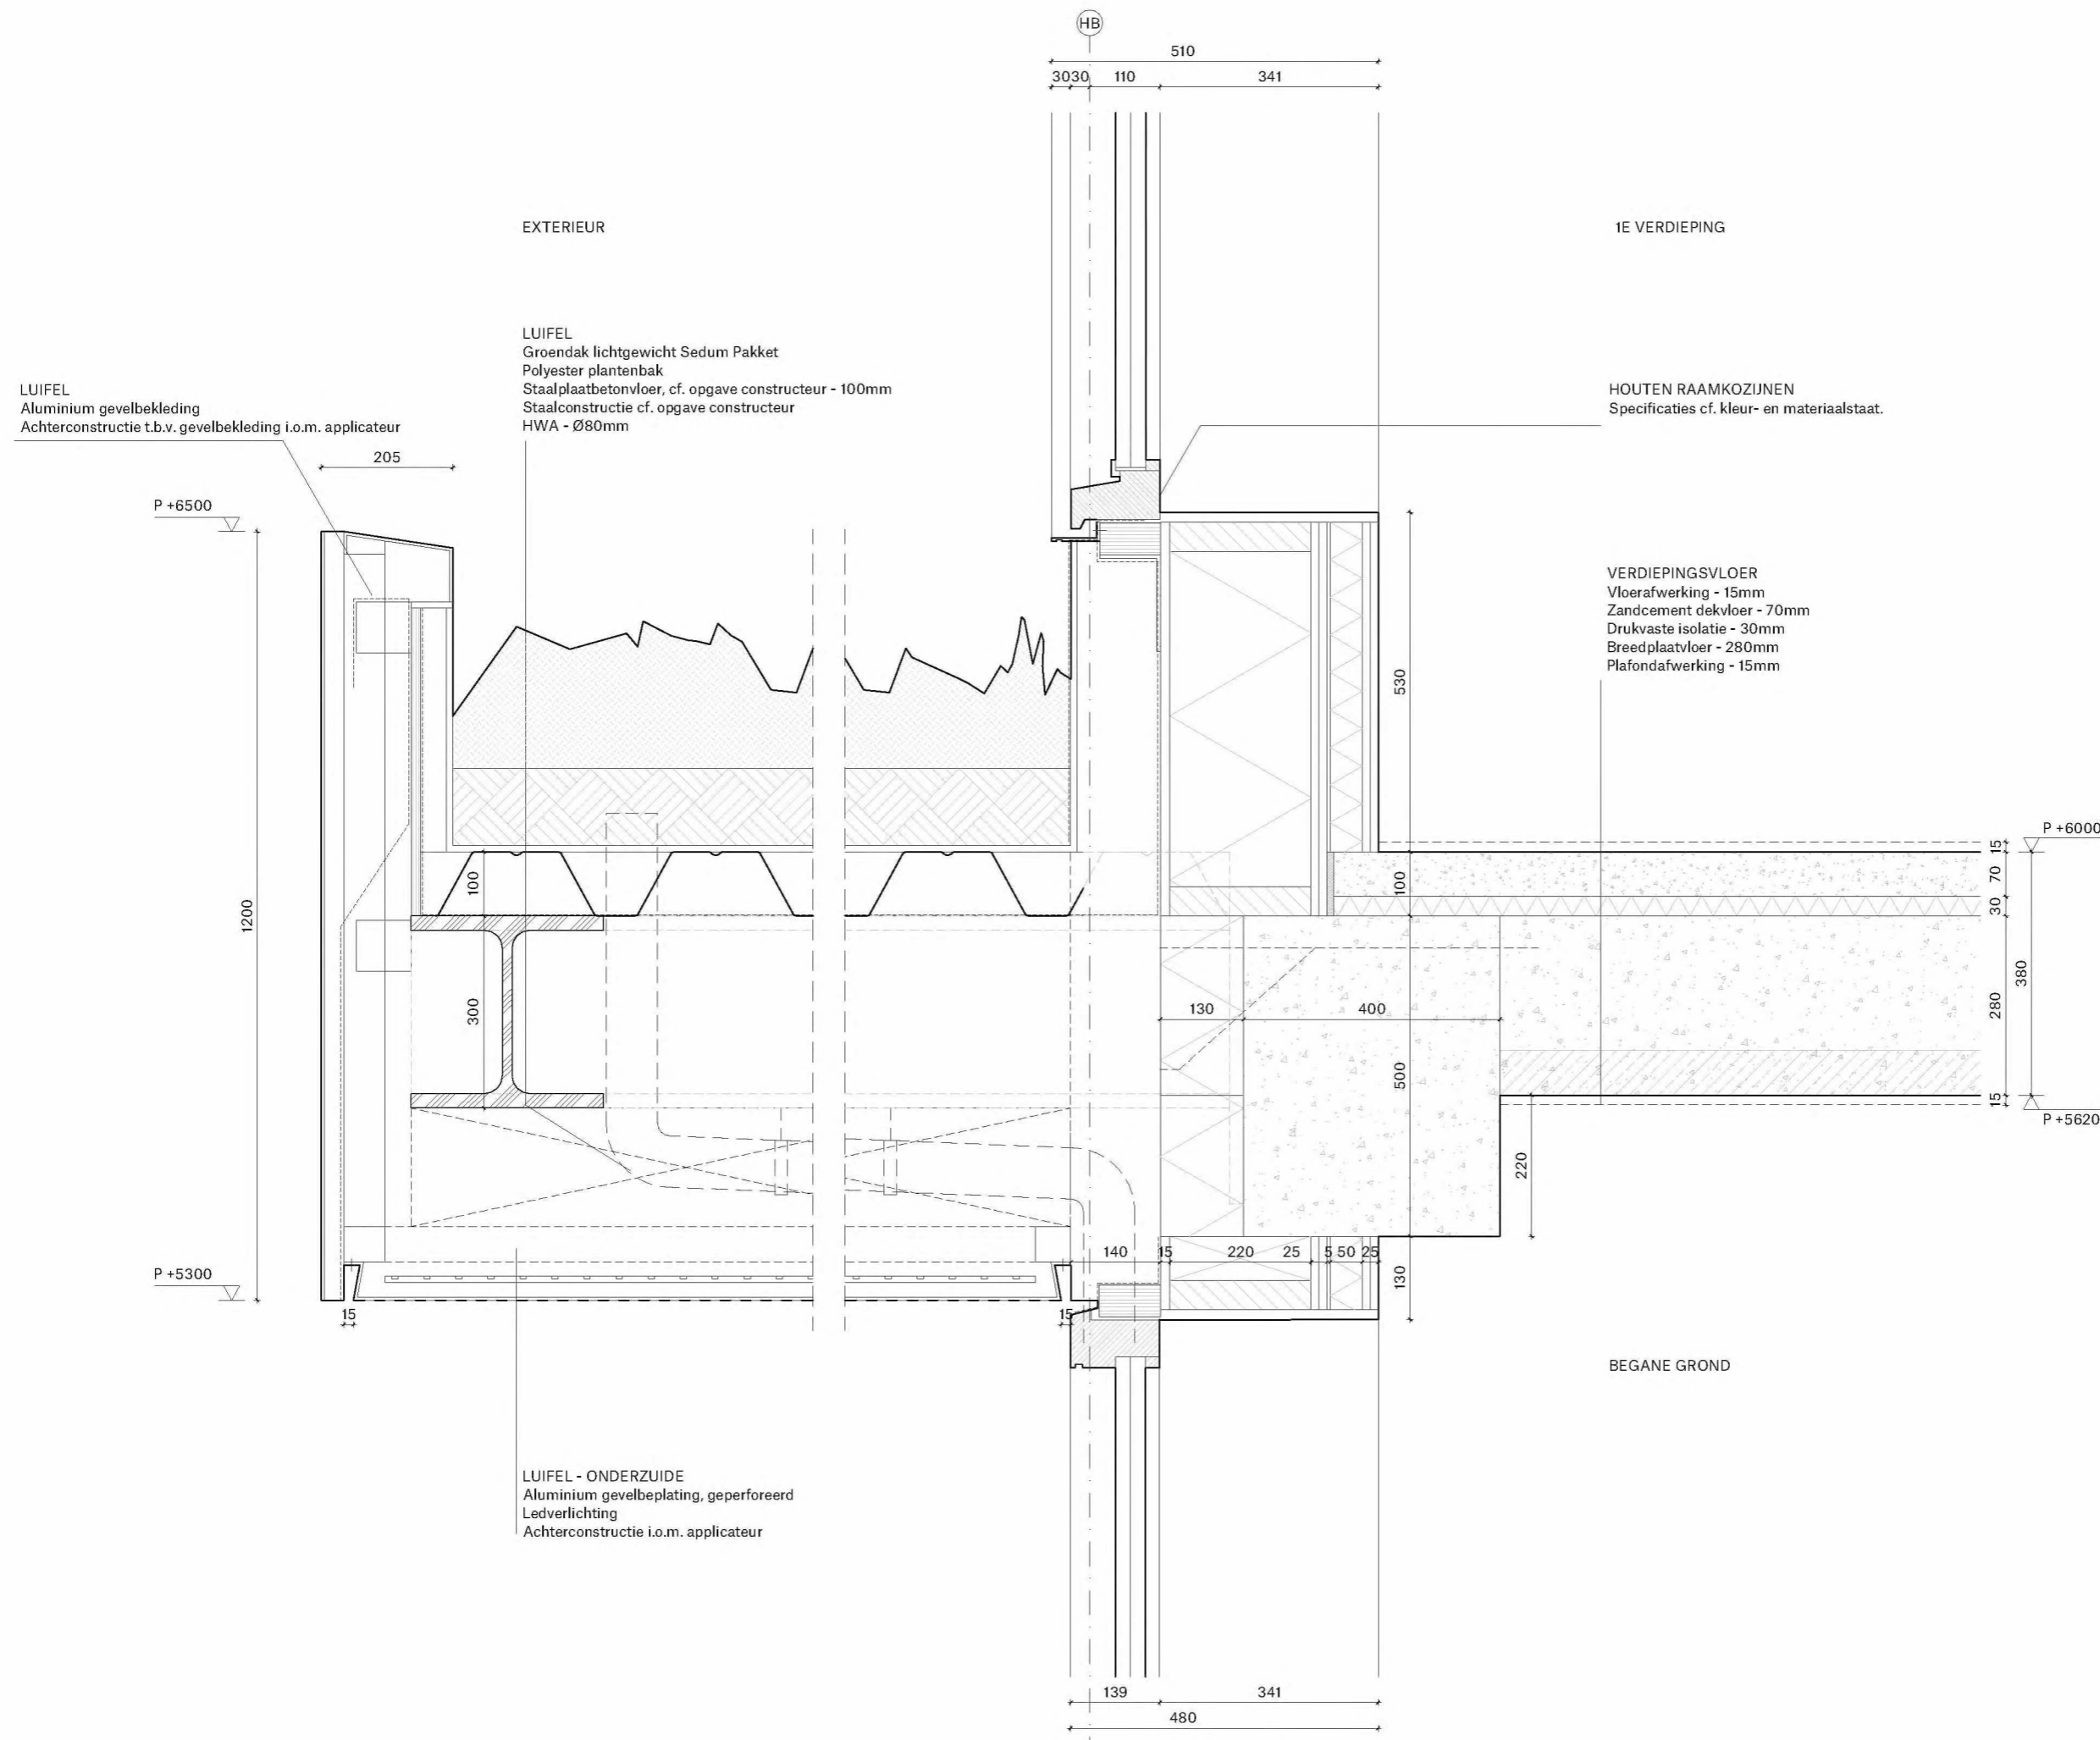 HB
510
30 30 110 341
EXTERIEUR
1E VERDIEPING
LUIFEL
Groendak lichtgewicht Sedum Pakket
Polyester plantenbak
Staalplaatbetonvloer, cf. opgave constructeur - 100mm
Staalconstructie cf. opgave constructeur
HWA - Ø80mm
LUIFEL
Aluminium gevelbekleding
Achterconstructie t.b.v. gevelbekleding i.o.m. applicateur
HOUTEN RAAMKOZIJNEN
Specificaties cf. kleur- en materiaalstaat.
205
P +6500
VERDIEPINGSVLOER
Vloerafwerking - 15mm
Zandcement dekvloer - 70mm
Drukvaste isolatie - 30mm
Breedplaatvloer - 280mm
Plafondafwerking - 15mm
530
P +6000
15
70
30
100
100
1200
380
280
300
130 400
500
15
P +5620
220
140 15 220 25 5 50 25
130
P +5300
15
15
BEGANE GROND
LUIFEL - ONDERZUIDE
Aluminium gevelbeplating, geperforeerd
Ledverlichting
Achterconstructie i.o.m. applicateur
139 341
480